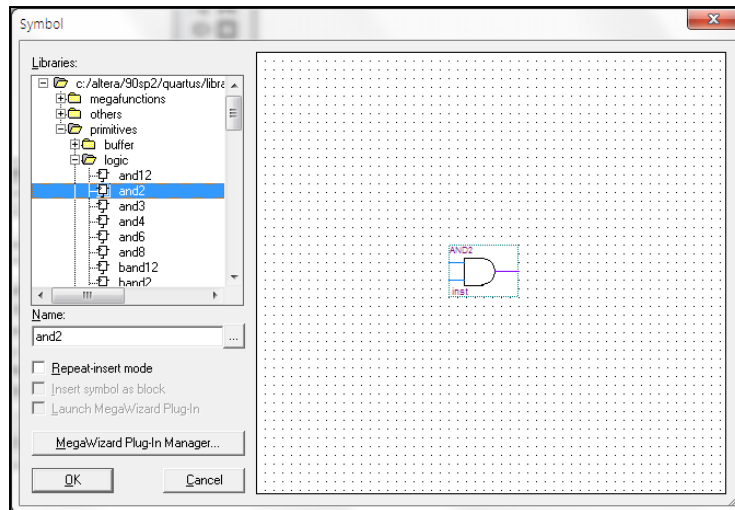 Symbol
Libraries:
c:/altera/90sp2/quartus/libra
megafunctions
others
primitives
buffer
logic
and12
and2
and3
and4
and6
and8
band12
band2
Name:
and2
...
Repeat-insert mode
Insert symbol as block
Launch MegaWizard Plug-In
MegaWizard Plug-In Manager...
OK Cancel
AND2
inst